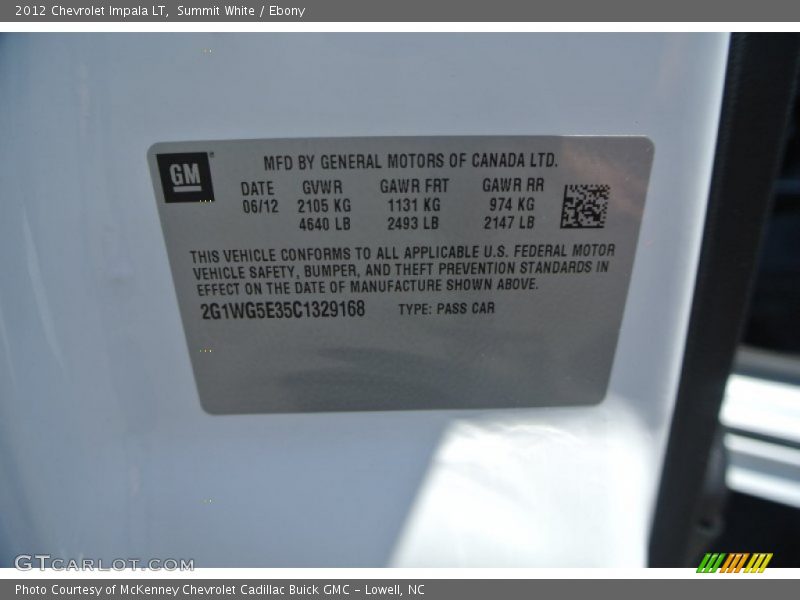 2012 Chevrolet Impala LT, Summit White / Ebony
GM
MFD BY GENERAL MOTORS OF CANADA LTD.
DATE GVWR GAWR FRT GAWR RR
06/12 2105 KG 1131 KG 974 KG
4640 LB 2493 LB 2147 LB
THIS VEHICLE CONFORMS TO ALL APPLICABLE U.S. FEDERAL MOTOR
VEHICLE SAFETY, BUMPER, AND THEFT PREVENTION STANDARDS IN
EFFECT ON THE DATE OF MANUFACTURE SHOWN ABOVE.
2G1WG5E35C1329168 TYPE: PASS CAR
GTCARLOT.COM
Photo Courtesy of McKenney Chevrolet Cadillac Buick GMC - Lowell, NC